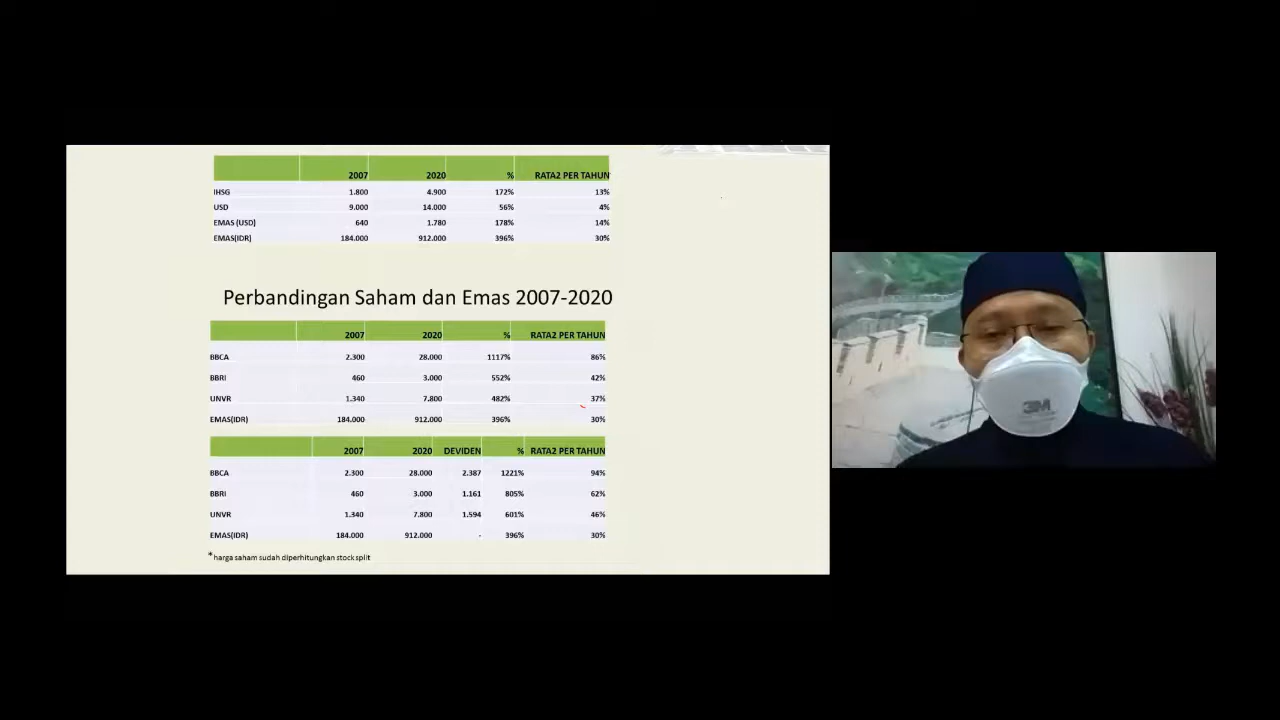 2007 2020 % RATA2 PER TAHUN
IHSG 1.800 4.900 172% 13%
USD 9.000 14.000 56% 4%
EMAS (USD) 640 1.780 178% 14%
EMAS(IDR) 184.000 912.000 396% 30%
Perbandingan Saham dan Emas 2007-2020
2007 2020 % RATA2 PER TAHUN
BBCA 2.300 28.000 1117% 86%
BBRI 460 3.000 552% 42%
UNVR 1.340 7.800 482% 37%
EMAS(IDR) 184.000 912.000 396% 30%
2007 2020 DEVIDEN % RATA2 PER TAHUN
BBCA 2.300 28.000 2.387 1221% 94%
BBRI 460 3.000 1.161 805% 62%
UNVR 1.340 7.800 1.594 601% 46%
EMAS(IDR) 184.000 912.000 - 396% 30%
*harga saham sudah diperhitungkan stock split
3M